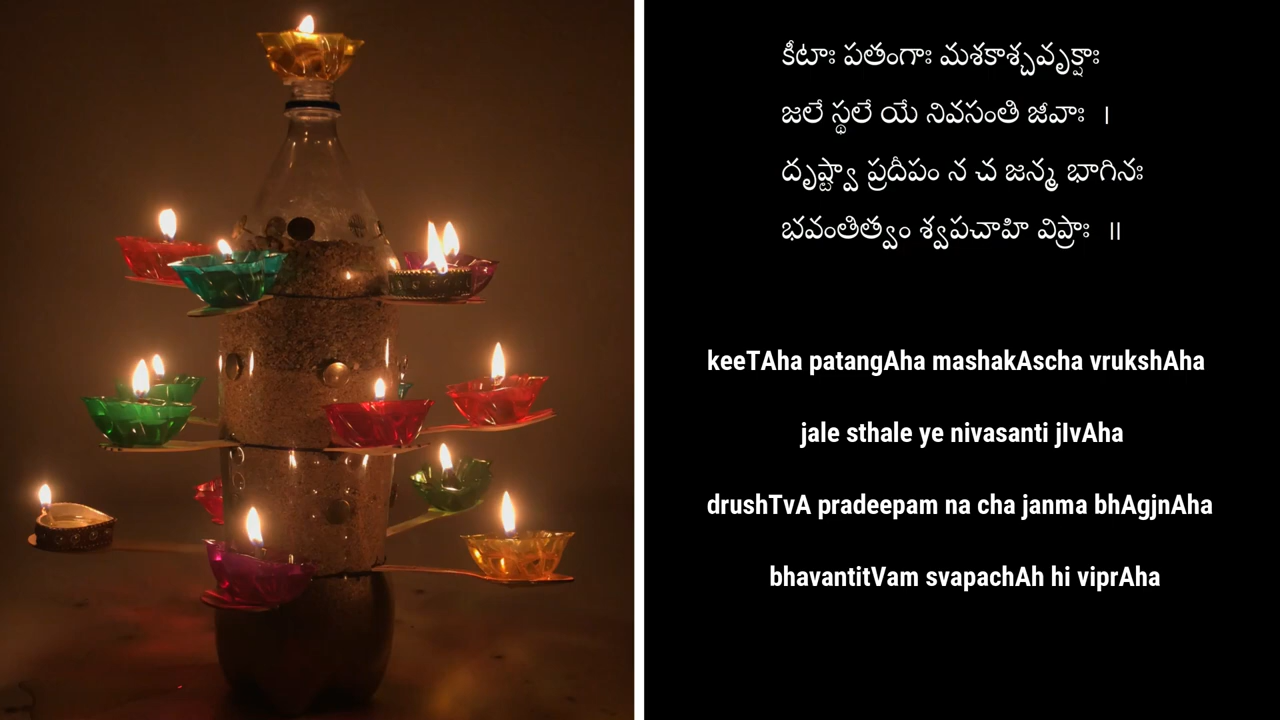 కీటాః పతంగాః మశకాశ్చవృక్షాః
జలే స్థలే యే నివసంతి జీవాః ।
దృష్ట్వా ప్రదీపం న చ జన్మ భాగినః
భవంతిత్వం శ్వపచాహి విప్రాః ॥
keeTAha patangAha mashakAscha vrukshAha
jale sthale ye nivasanti jIvAha
drushTvA pradeepam na cha janma bhAgjnAha
bhavantitVam svapachAh hi viprAha